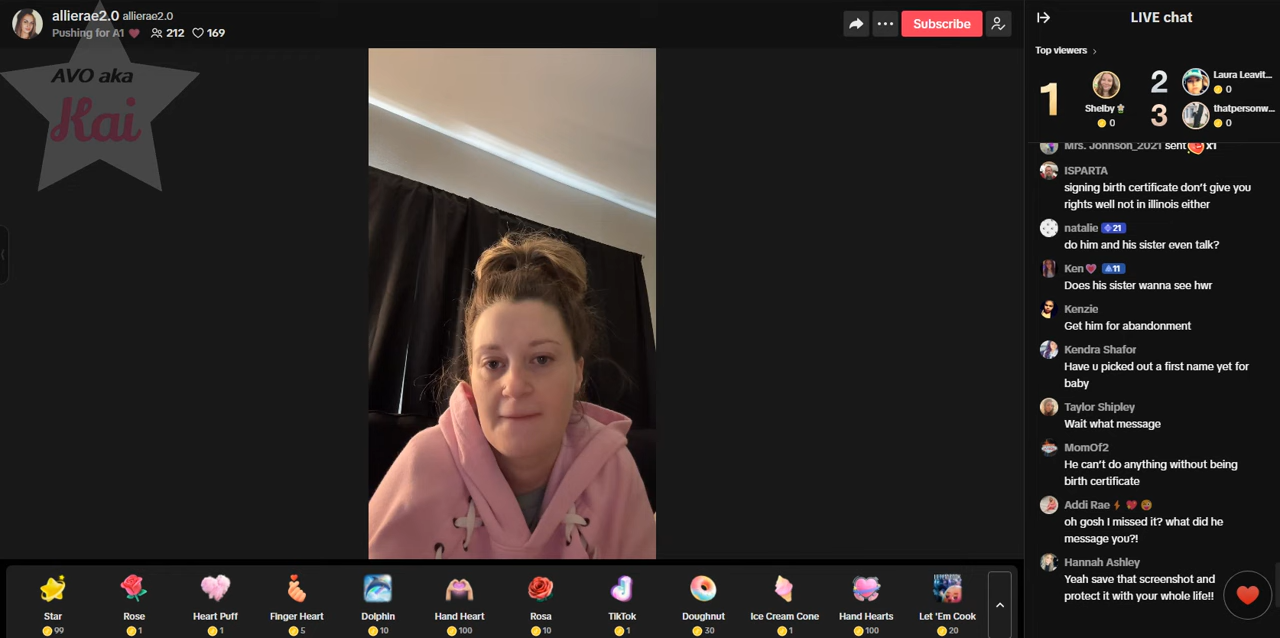 allierae2.0 allierae2.0
Pushing for A1 212 169
AVO aka
Kai
Subscribe
LIVE chat
Top viewers
1
Shelby
0
2
Laura Leavit...
0
3
thatpersonw...
0
Mrs. Johnson_2021 sent x1
ISPARTA
signing birth certificate don't give you
rights well not in illinois either
natalie 21
do him and his sister even talk?
Ken 11
Does his sister wanna see hwr
Kenzie
Get him for abandonment
Kendra Shafor
Have u picked out a first name yet for
baby
Taylor Shipley
Wait what message
MomOf2
He can't do anything without being
birth certificate
Addi Rae
oh gosh I missed it? what did he
message you?!
Hannah Ashley
Yeah save that screenshot and
protect it with your whole life!!
Star
99
Rose
1
Heart Puff
1
Finger Heart
5
Dolphin
10
Hand Heart
100
Rosa
10
TikTok
1
Doughnut
30
Ice Cream Cone
1
Hand Hearts
100
Let 'Em Cook
20